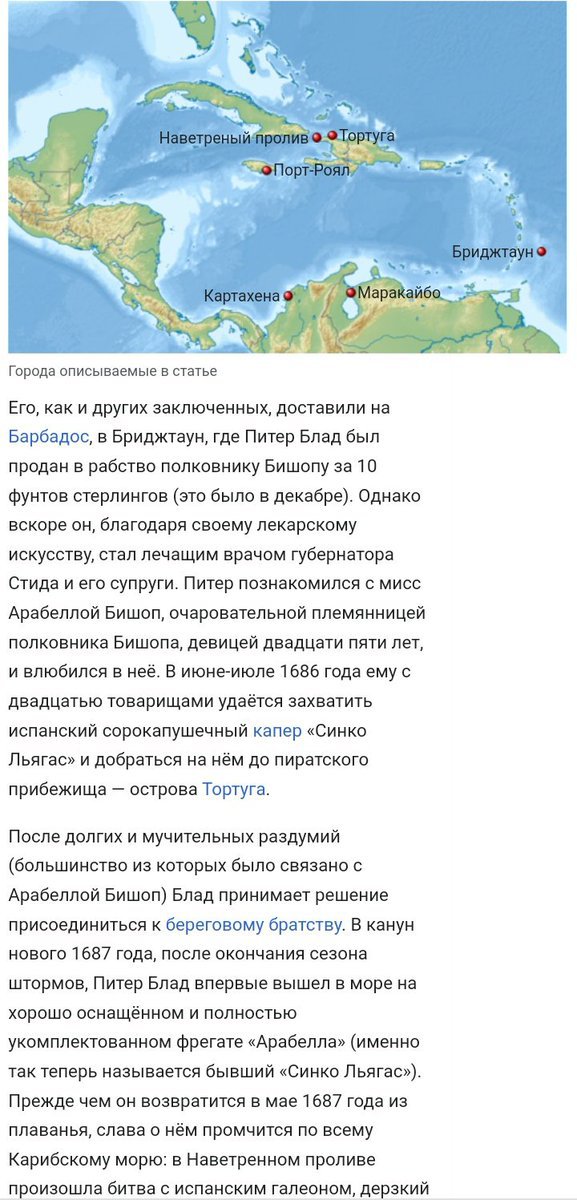 Наветреный пролив
Тортуга
Порт-Роял
Бриджтаун
Картахена
Маракайбо
Города описываемые в статье
Его, как и других заключенных, доставили на
Барбадос, в Бриджтаун, где Питер Блад был
продан в рабство полковнику Бишопу за 10
фунтов стерлингов (это было в декабре). Однако
вскоре он, благодаря своему лекарскому
искусству, стал лечащим врачом губернатора
Стида и его супруги. Питер познакомился с мисс
Арабеллой Бишоп, очаровательной племянницей
полковника Бишопа, девицей двадцати пяти лет,
и влюбился в неё. В июне-июле 1686 года ему с
двадцатью товарищами удаётся захватить
испанский сорокапушечный капер «Синко
Льягас» и добраться на нём до пиратского
прибежища — острова Тортуга.
После долгих и мучительных раздумий
(большинство из которых было связано с
Арабеллой Бишоп) Блад принимает решение
присоединиться к береговому братству. В канун
нового 1687 года, после окончания сезона
штормов, Питер Блад впервые вышел в море на
хорошо оснащённом и полностью
укомплектованном фрегате «Арабелла» (именно
так теперь называется бывший «Синко Льягас»).
Прежде чем он возвратится в мае 1687 года из
плаванья, слава о нём промчится по всему
Карибскому морю: в Наветренном проливе
произошла битва с испанским галеоном, дерзкий